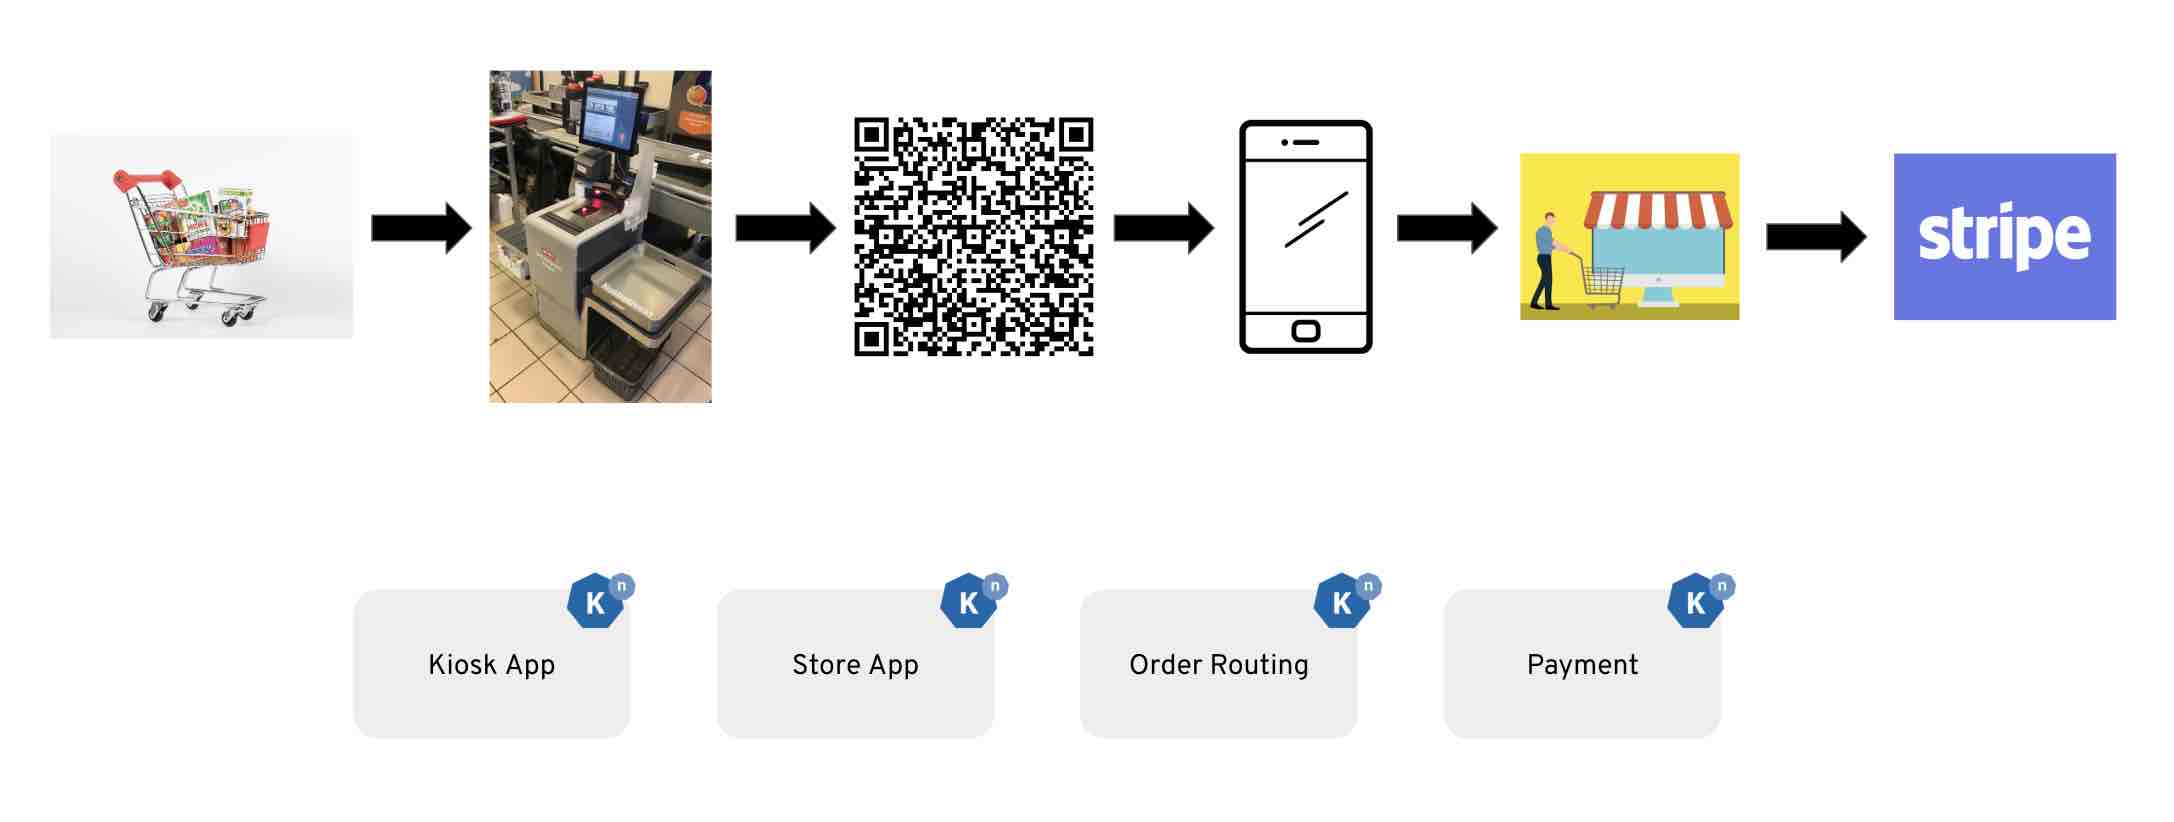 stripe
K n
K n
K n
K n
Kiosk App
Store App
Order Routing
Payment